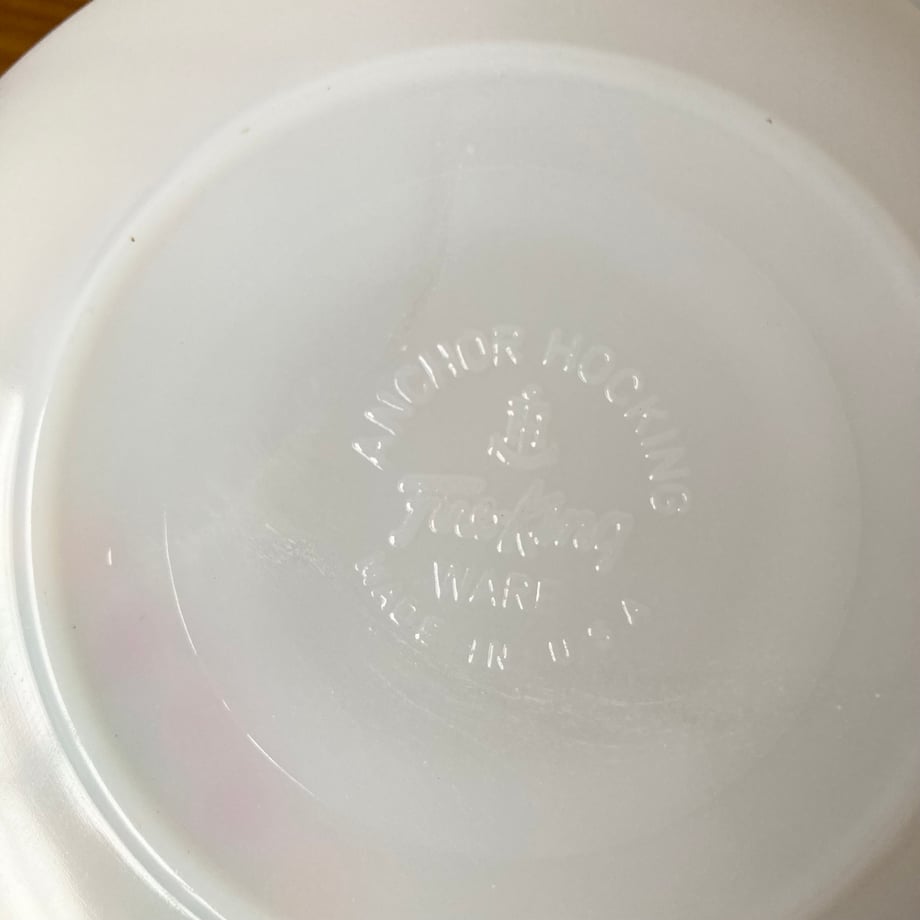 ANCHOR HOCKING
Fire-King
WARE
MADE IN U.S.A